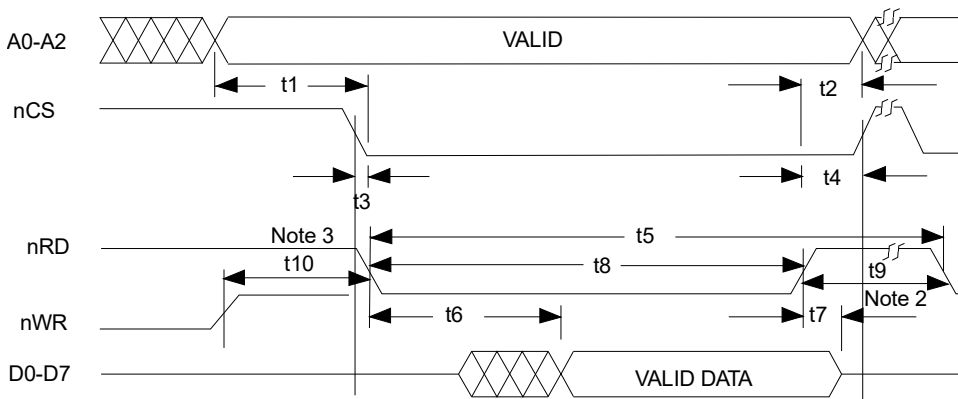 A0-A2
VALID
t1
t2
nCS
t3
t4
nRD
Note 3
t5
t10
t8
t9
nWR
t6
t7
Note 2
D0-D7
VALID DATA